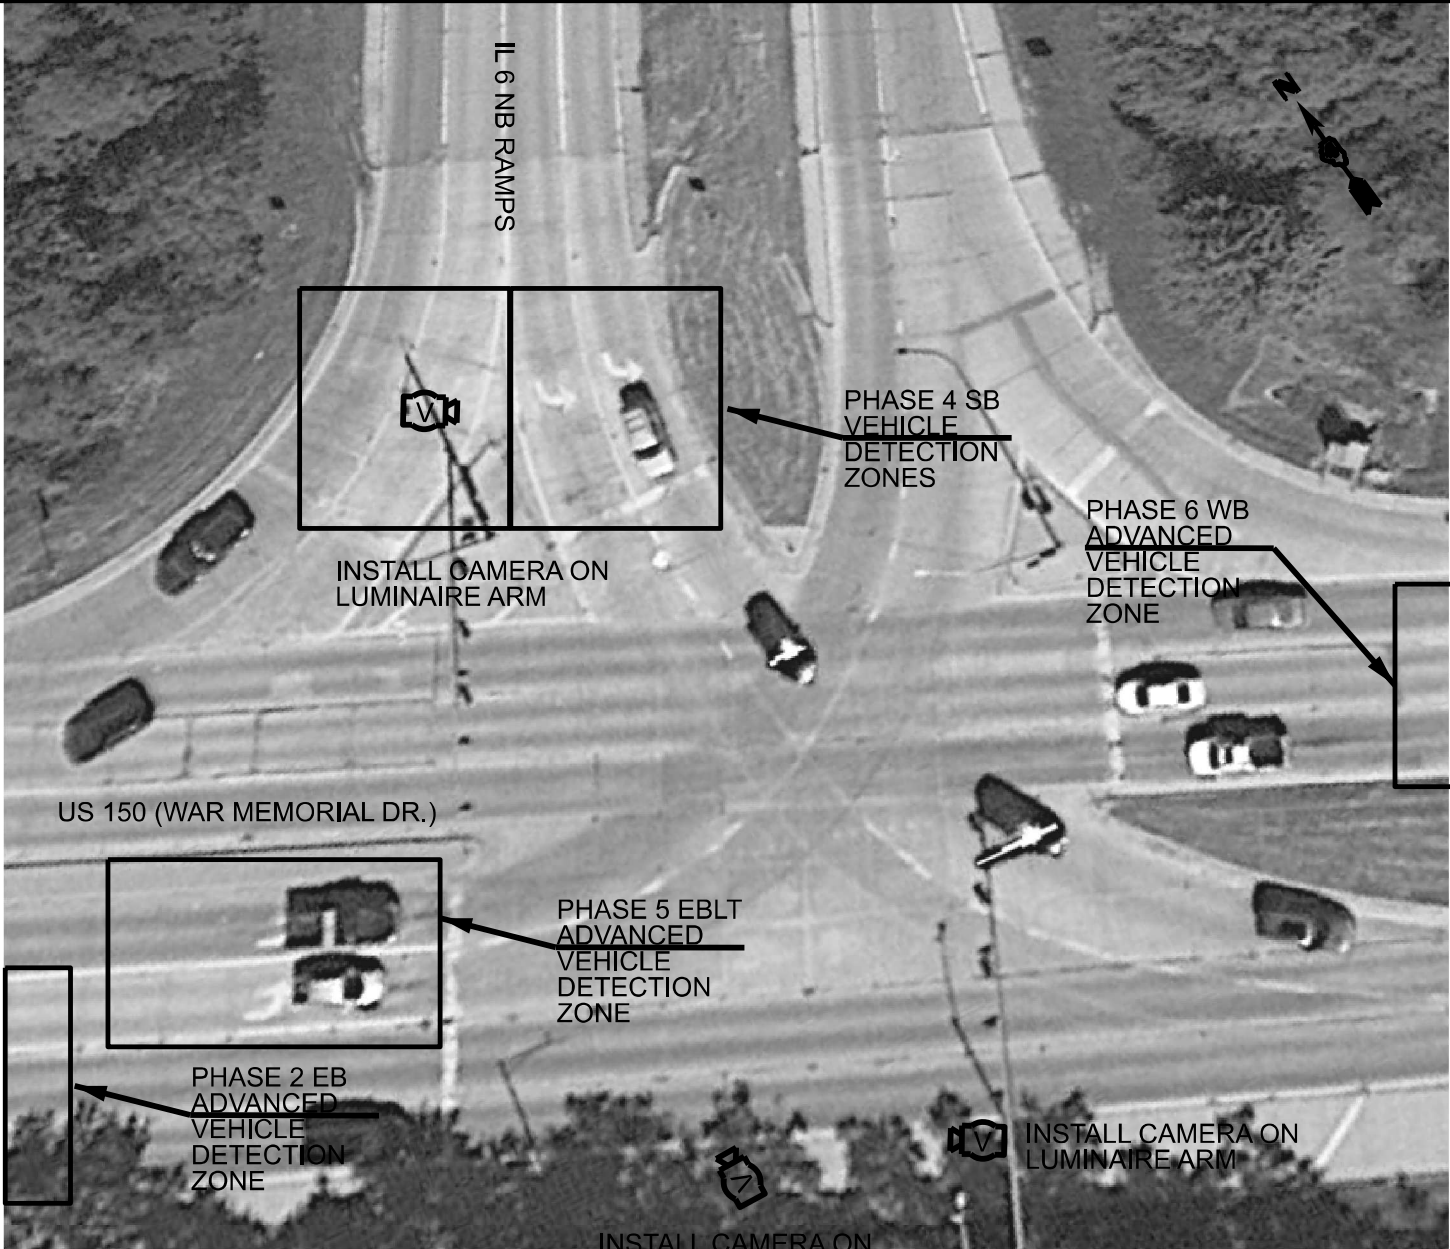 IL 6 NB RAMPS
N
V
PHASE 4 SB
VEHICLE
DETECTION
ZONES
PHASE 6 WB
ADVANCED
VEHICLE
DETECTION
ZONE
INSTALL CAMERA ON
LUMINAIRE ARM
US 150 (WAR MEMORIAL DR.)
PHASE 5 EBLT
ADVANCED
VEHICLE
DETECTION
ZONE
PHASE 2 EB
ADVANCED
VEHICLE
DETECTION
ZONE
V
INSTALL CAMERA ON
LUMINAIRE ARM
V
INSTALL CAMERA ON